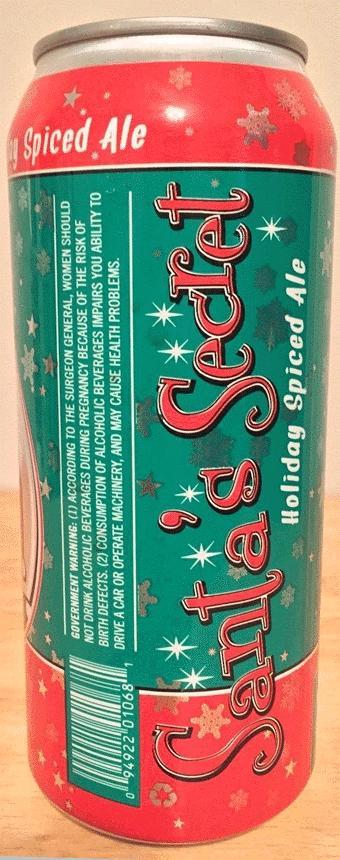 y Spiced Ale
GOVERNMENT WARNING: (1) ACCORDING TO THE SURGEON GENERAL, WOMEN SHOULD
NOT DRINK ALCOHOLIC BEVERAGES DURING PREGNANCY BECAUSE OF THE RISK OF
BIRTH DEFECTS. (2) CONSUMPTION OF ALCOHOLIC BEVERAGES IMPAIRS YOU ABILITY TO
DRIVE A CAR OR OPERATE MACHINERY, AND MAY CAUSE HEALTH PROBLEMS.
0 94922 01068 1
Santa's Secret
Holiday Spiced Ale